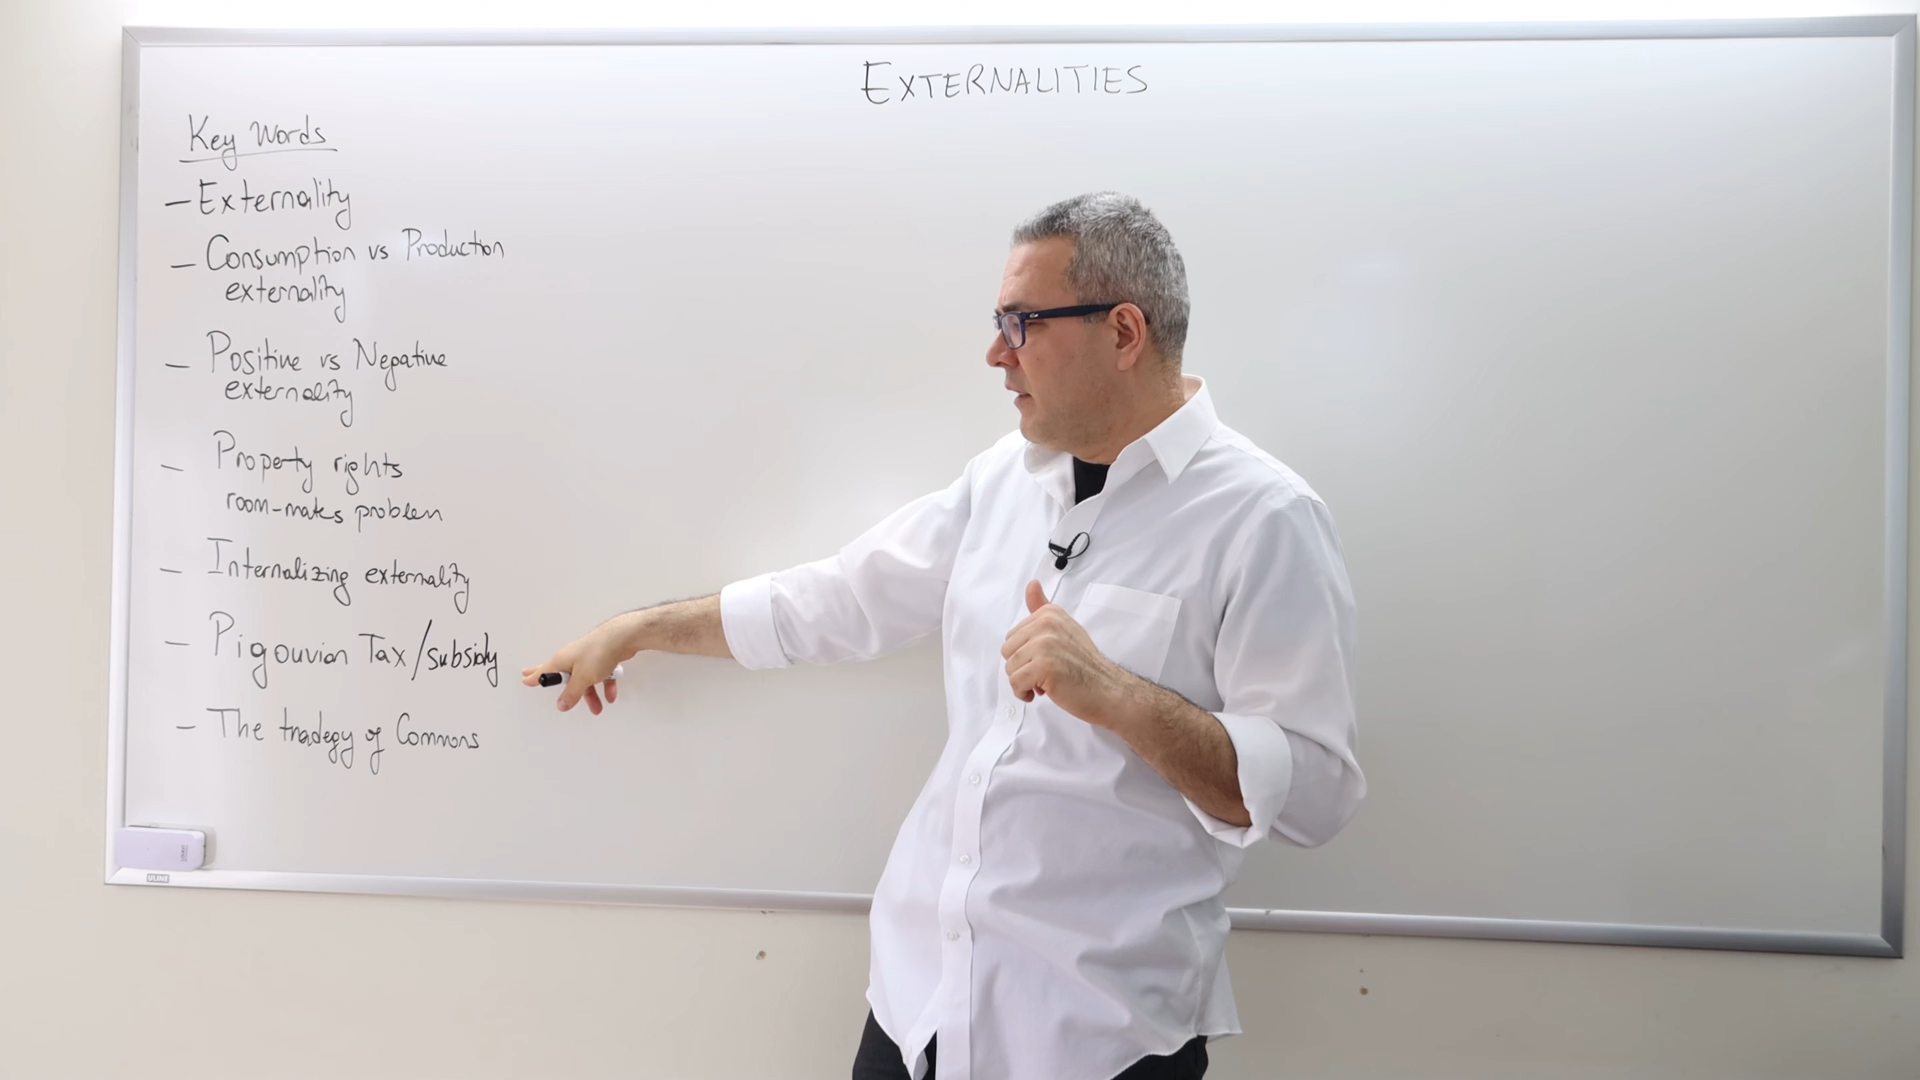 EXTERNALITIES
Key Words
— Externality
— Consumption vs Production
externality
— Positive vs Negative
externality
— Property rights
room-mates problem
— Internalizing externality
— Pigouvian Tax/subsidy
- The tradegy of Commons
ULINE